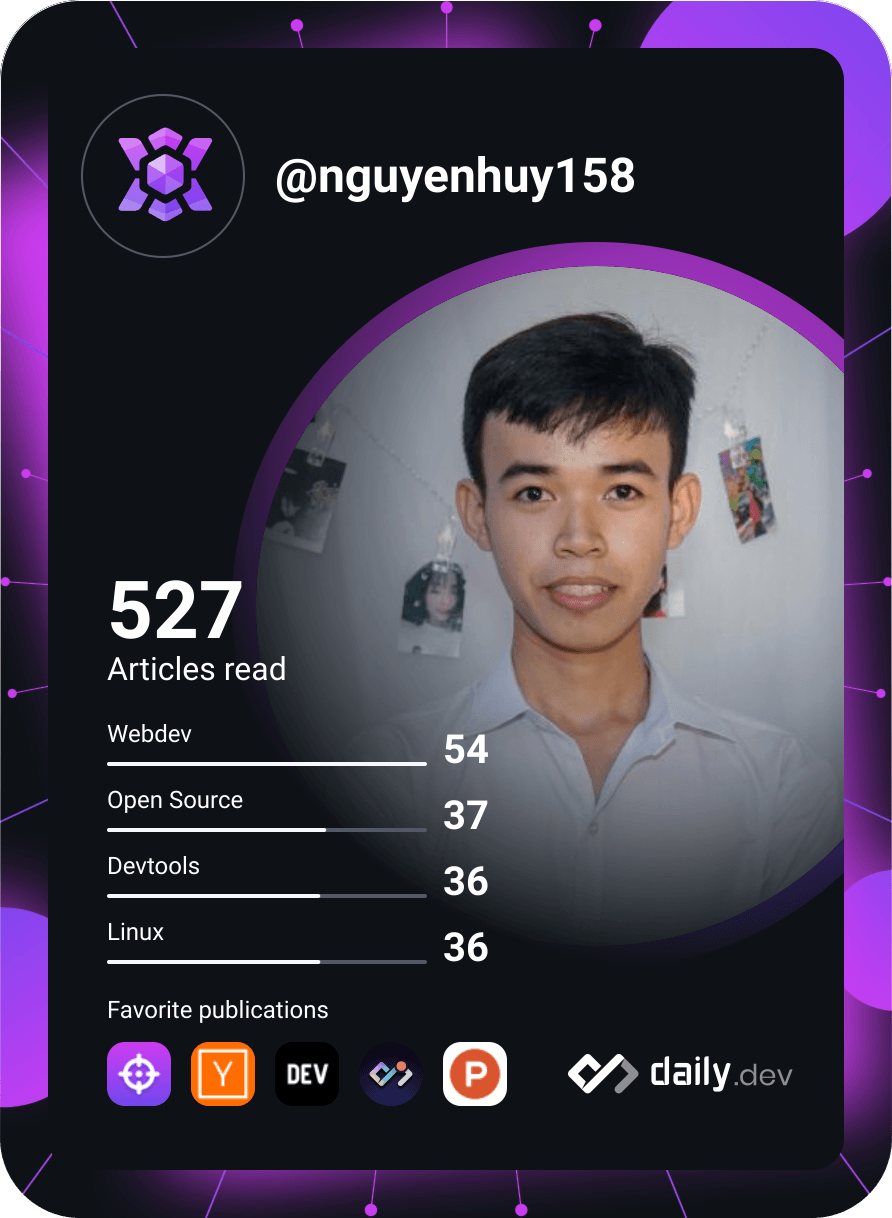 @nguyenhuy158
527
Articles read
Webdev
54
Open Source
37
Devtools
36
Linux
36
Favorite publications
Y
DEV
P
daily.dev